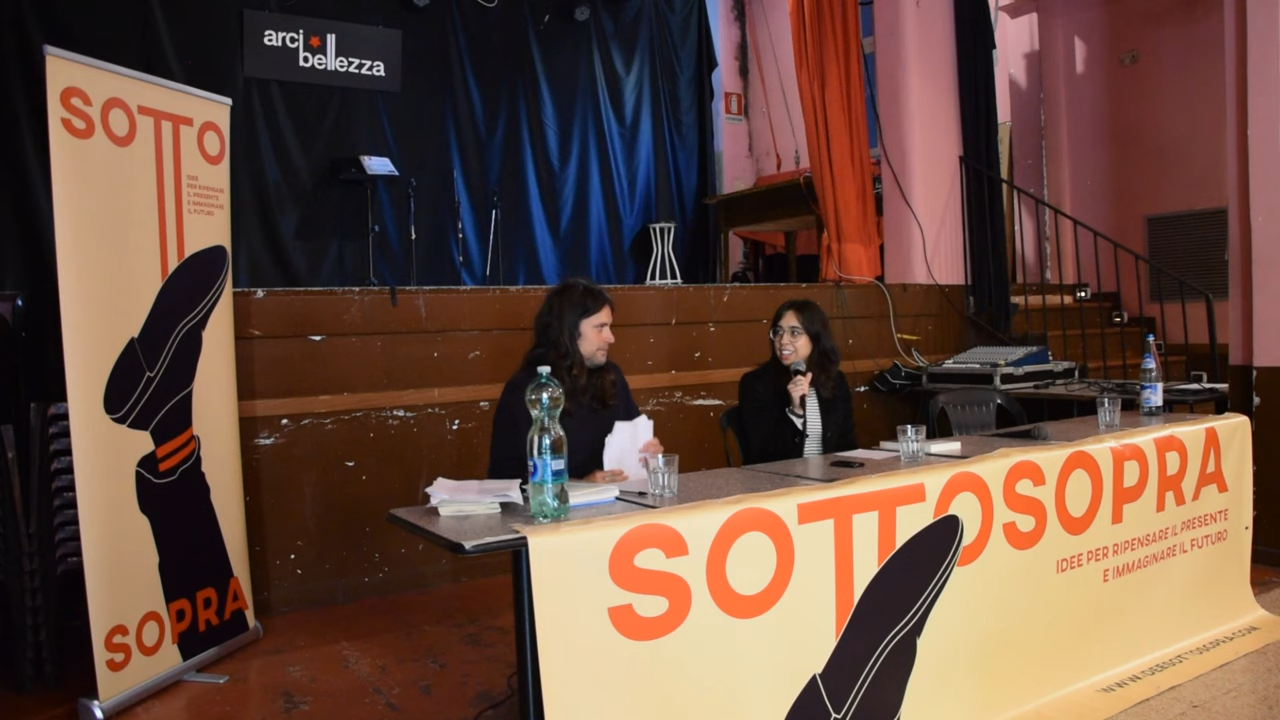 arci
bellezza
SOTTO
IDEE
PER RIPENSARE
IL PRESENTE
E IMMAGINARE
IL FUTURO
SOPRA
SOTTOSOPRA
IDEE PER RIPENSARE IL PRESENTE
E IMMAGINARE IL FUTURO
WWW.IDEESOTTOSOPRA.COM